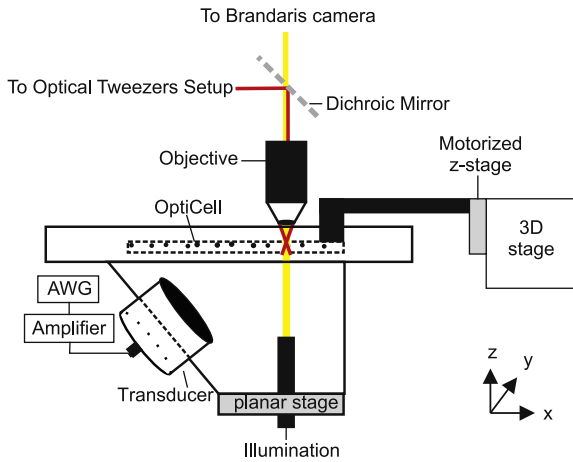 To Brandaris camera
To Optical Tweezers Setup
Dichroic Mirror
Objective
Motorized
z-stage
OptiCell
3D
stage
AWG
Amplifier
Transducer
planar stage
Illumination
z
y
x